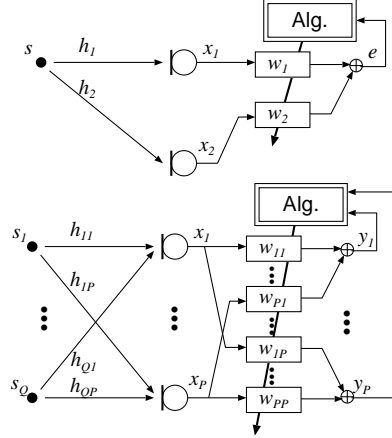 Alg.
s h₁ x₁ w₁ e
h₂ w₂
x₂
Alg.
s₁ h₁₁ x₁ w₁₁ y₁
h₁P wP₁
hQ₁ w₁P
sQ hQP xP wPP yP